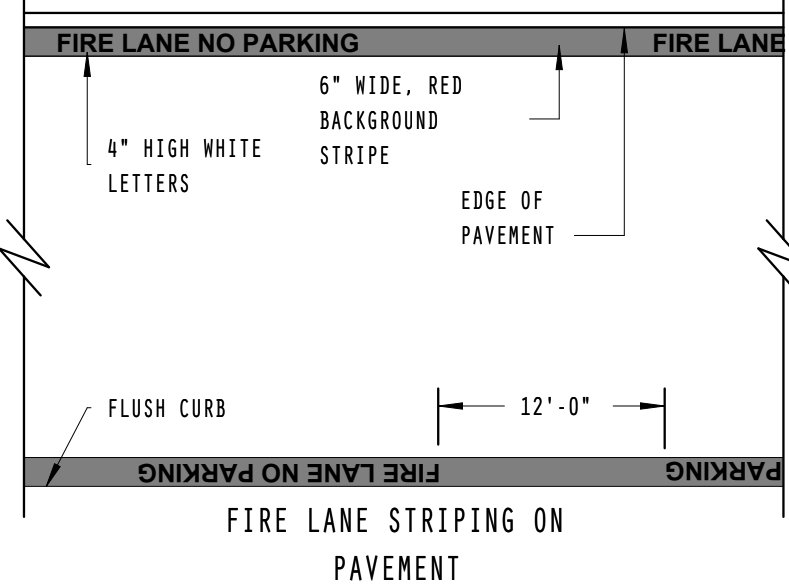 FIRE LANE NO PARKING
FIRE LANE
6" WIDE, RED
BACKGROUND
STRIPE
4" HIGH WHITE
LETTERS
EDGE OF
PAVEMENT
12'-0"
FLUSH CURB
FIRE LANE NO PARKING
PARKING
FIRE LANE STRIPING ON
PAVEMENT